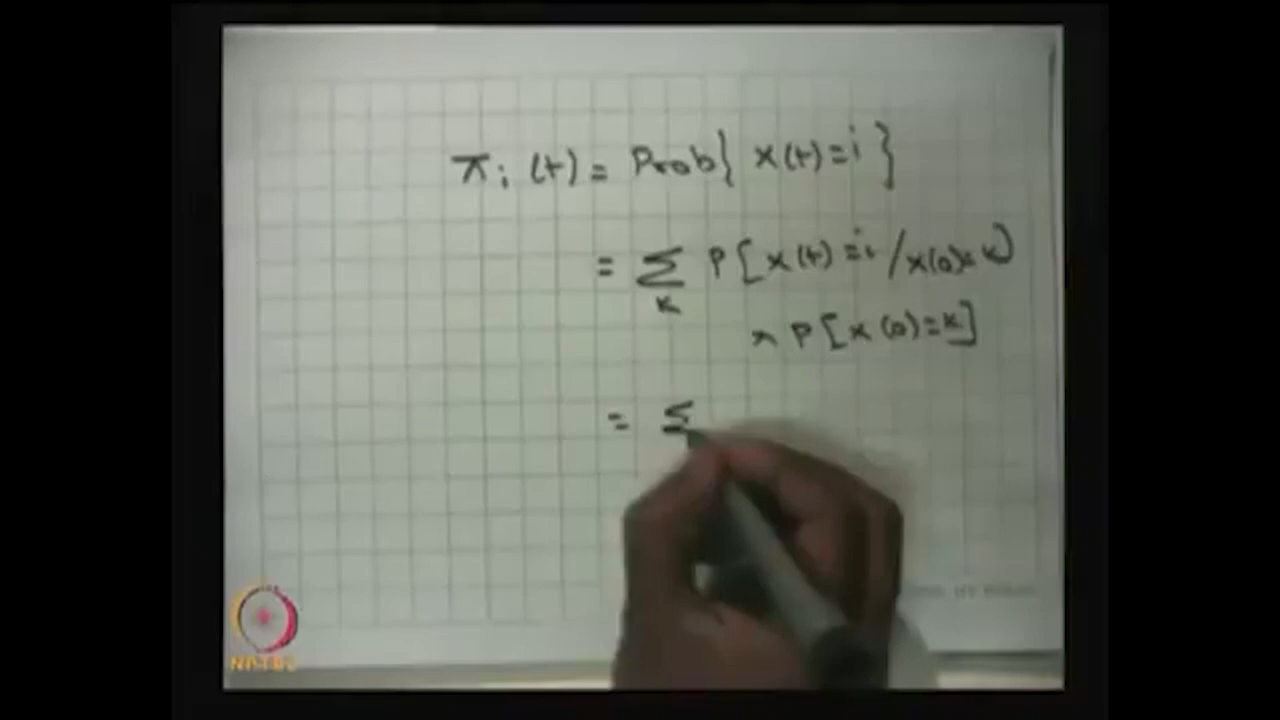 π_i (t) = Prob{ x(t) = i }
= Σ_k P[ x(t) = i / x(0) = k ]
x P[ x(0) = k ]
= Σ
NPTEL